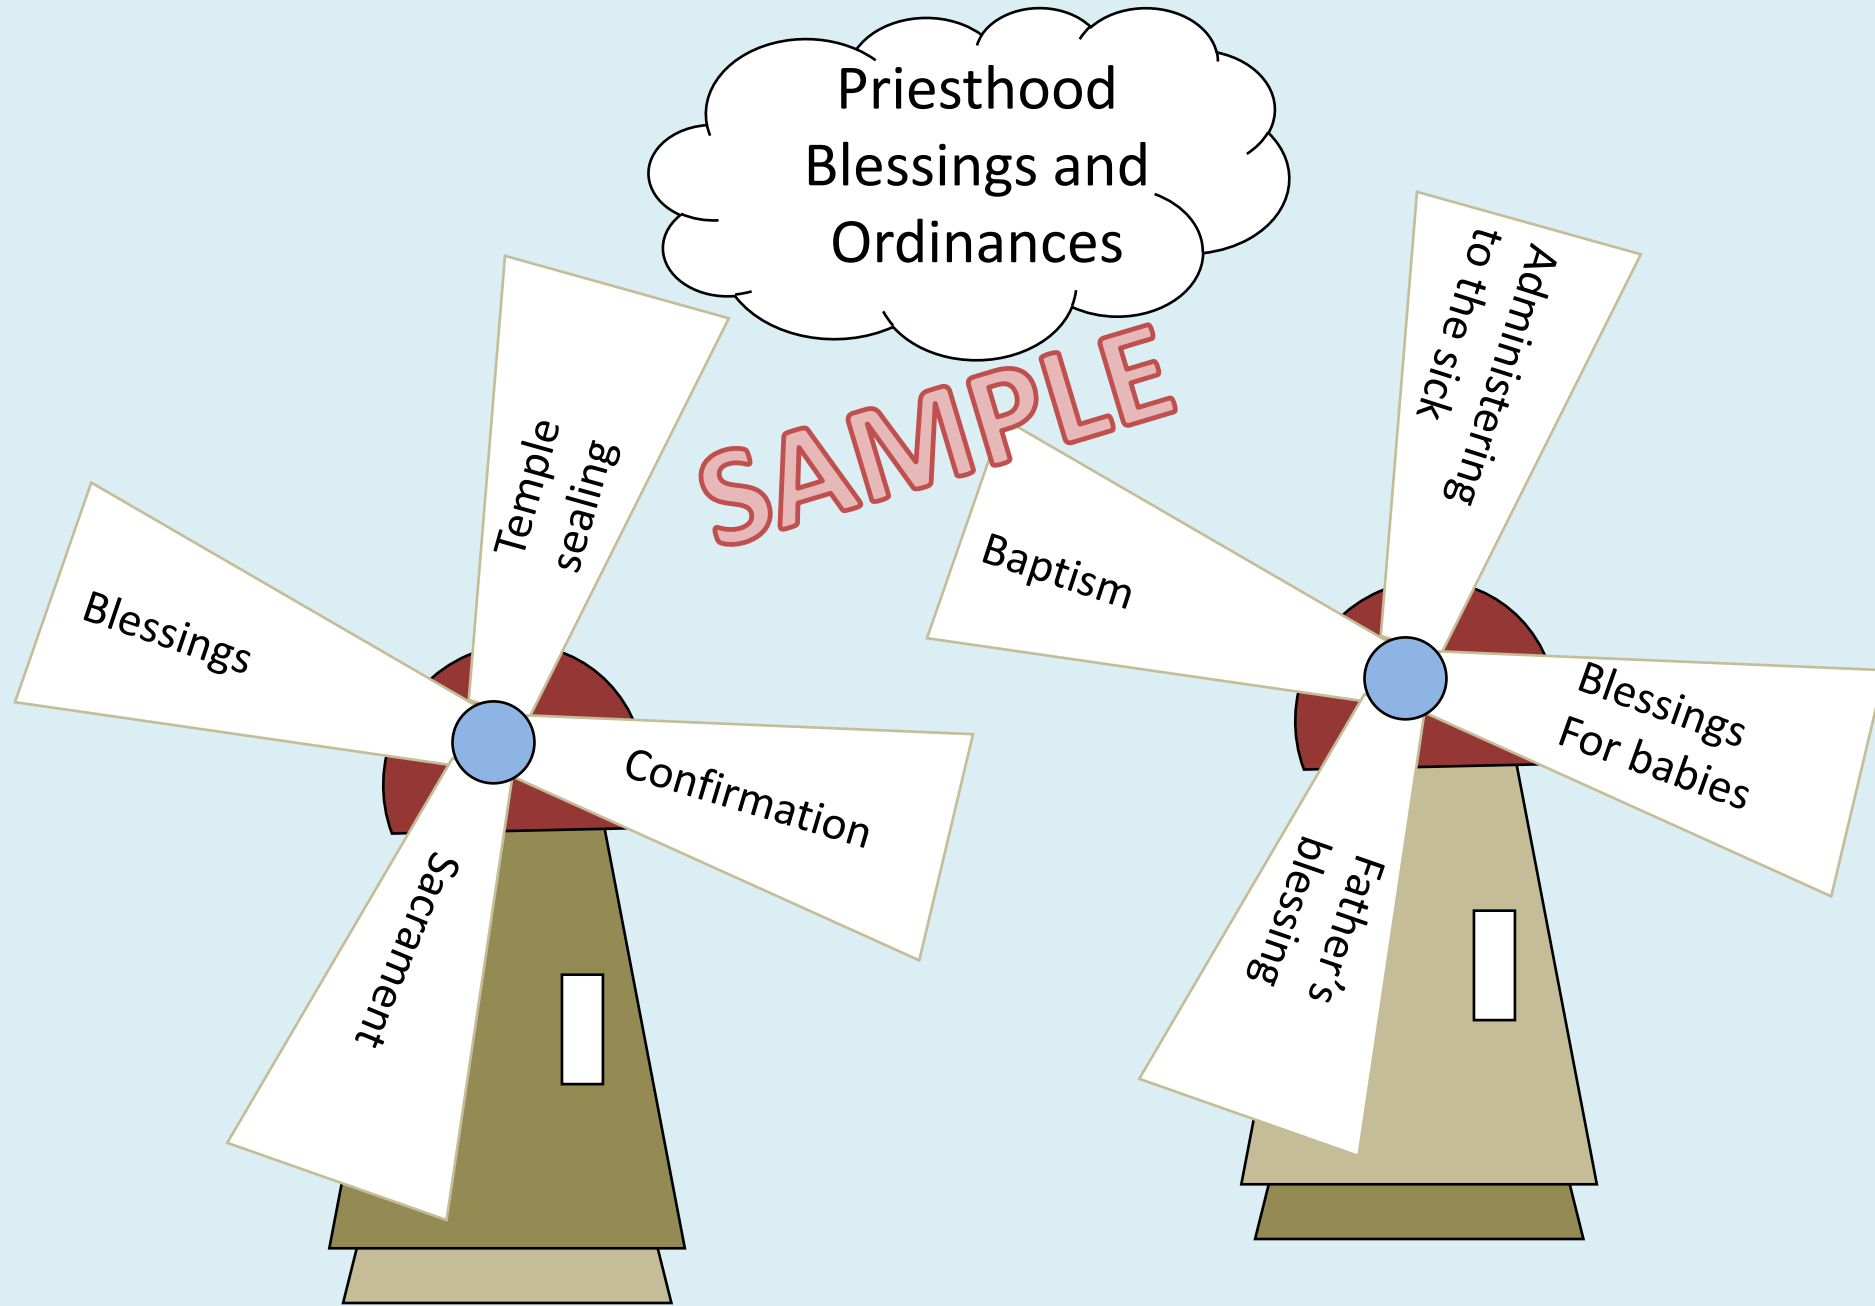 Priesthood
Blessings and
Ordinances
SAMPLE
Temple
sealing
Blessings
Confirmation
Sacrament
Administering
to the sick
Baptism
Blessings
For babies
Father’s
blessing